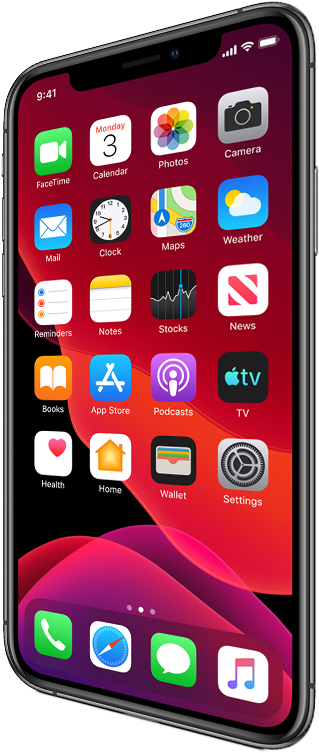 9:41
Monday
3
FaceTime
Calendar
Photos
Camera
280
Mail
Clock
Maps
Weather
Reminders
Notes
Stocks
News
tv
Books
App Store
Podcasts
TV
Health
Home
Wallet
Settings